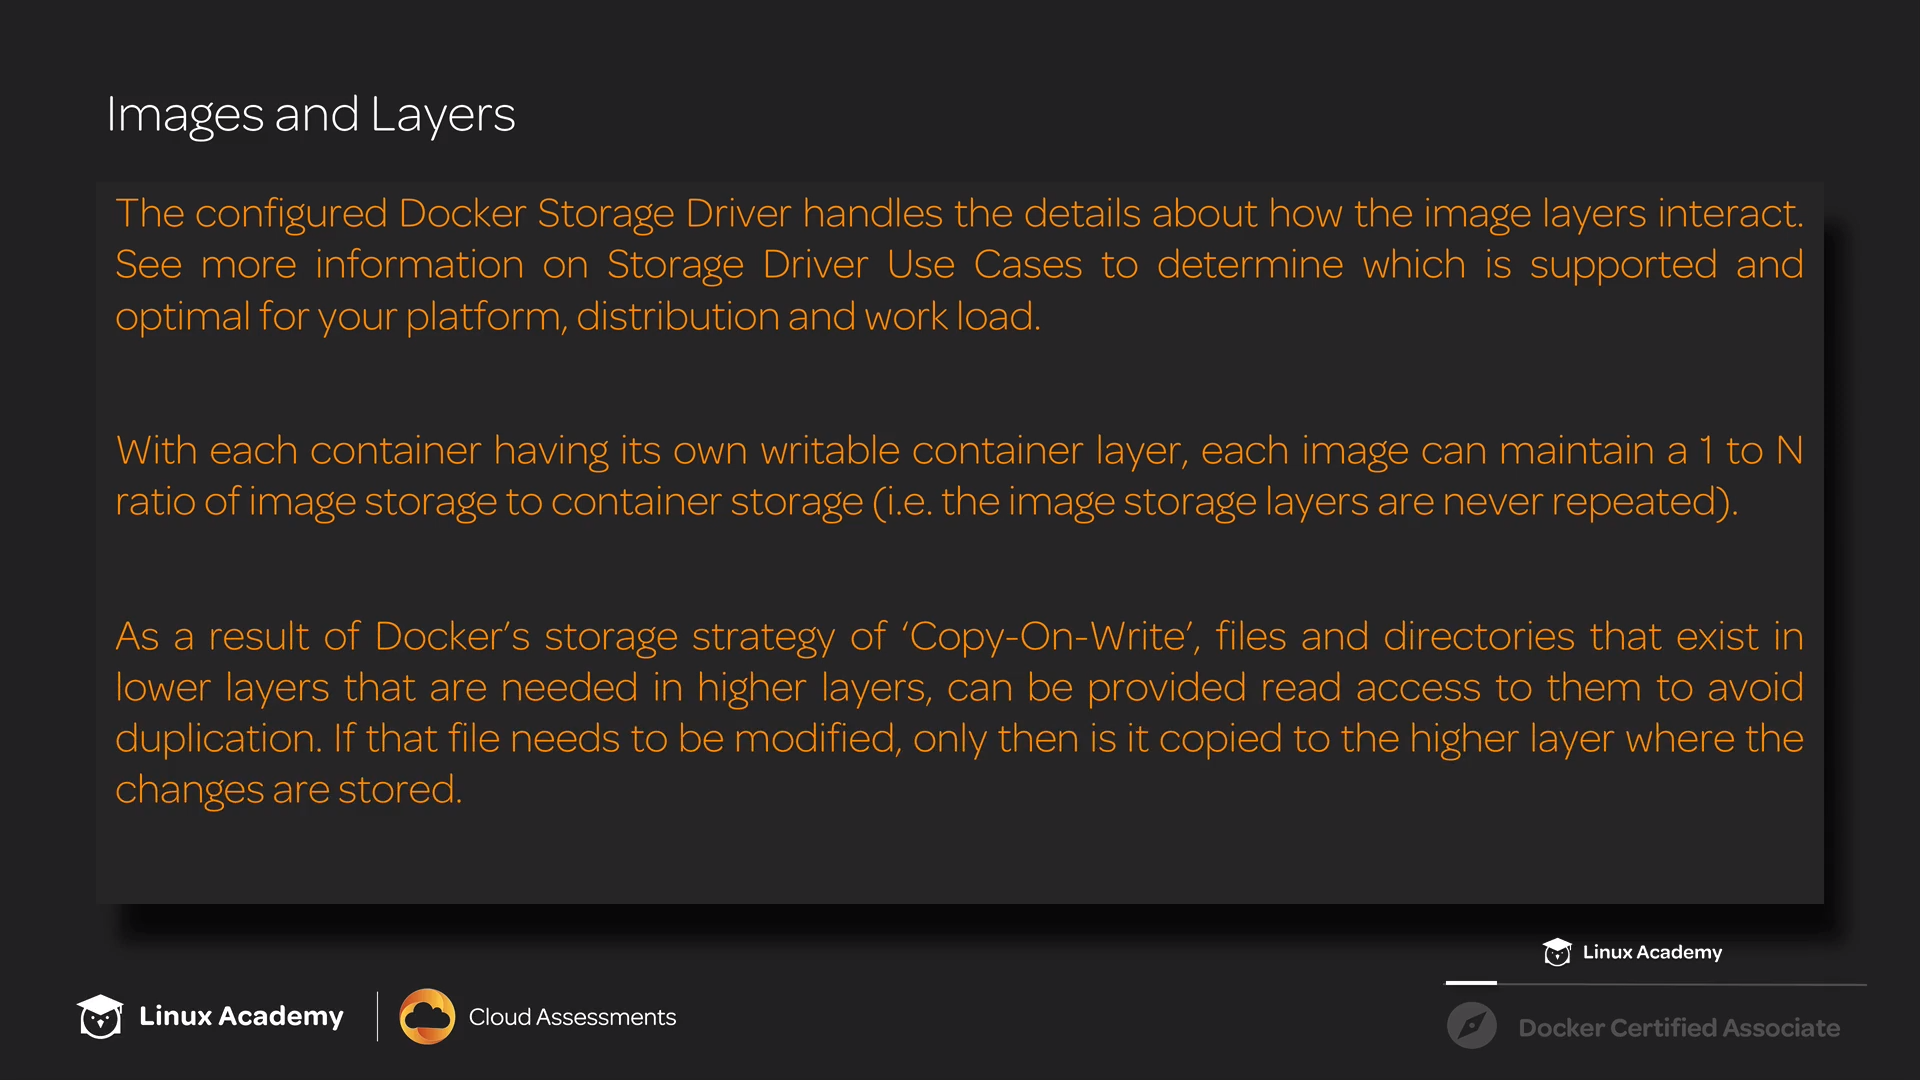 Images and Layers
The configured Docker Storage Driver handles the details about how the image layers interact.
See more information on Storage Driver Use Cases to determine which is supported and
optimal for your platform, distribution and work load.
With each container having its own writable container layer, each image can maintain a 1 to N
ratio of image storage to container storage (i.e. the image storage layers are never repeated).
As a result of Docker’s storage strategy of ‘Copy-On-Write’, files and directories that exist in
lower layers that are needed in higher layers, can be provided read access to them to avoid
duplication. If that file needs to be modified, only then is it copied to the higher layer where the
changes are stored.
Linux Academy
Linux Academy
Cloud Assessments
Docker Certified Associate